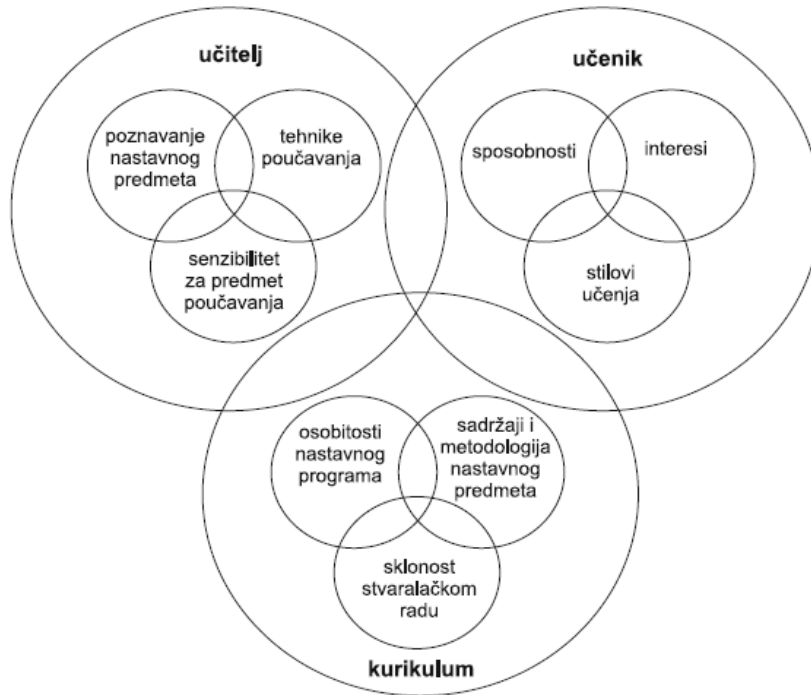 učitelj
poznavanje
nastavnog
predmeta
tehnike
poučavanja
senzibilitet
za predmet
poučavanja
učenik
sposobnosti
interesi
stilovi
učenja
osobitosti
nastavnog
programa
sadržaji i
metodologija
nastavnog
predmeta
sklonost
stvaralačkom
radu
kurikulum